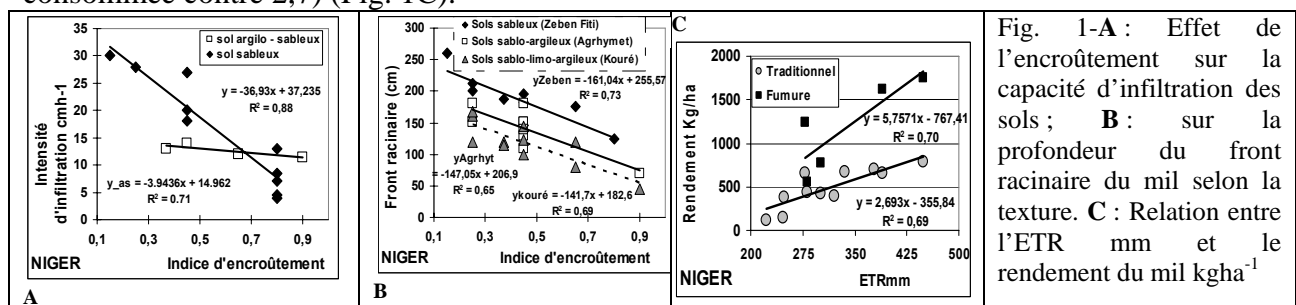 consommée contre 2,7) (Fig. 1C).
sol argilo - sableux
sol sableux
Intensité
d'infiltration cmh-1
35
30
25
20
15
10
5
0
y = -36,93x + 37,235
R² = 0,88
y_as = -3.9436x + 14.962
R² = 0.71
0,1 0,3 0,5 0,7 0,9
NIGER Indice d'encroûtement
A
Sols sableux (Zeben Fiti)
Sols sablo-argileux (Agrhymet)
Sols sablo-limo-argileux (Kouré)
Front racinaire (cm)
300
250
200
150
100
50
0
yZeben = -161,04x + 255,57
R² = 0,73
yAgrhyt
= -147,05x + 206,9
R² = 0,65
ykouré = -141,7x + 182,6
R² = 0,69
0,1 0,3 0,5 0,7 0,9
NIGER Indice d'encroûtement
B
C
Traditionnel
Fumure
Rendement Kg/ha
2000
1500
1000
500
0
y = 5,7571x - 767,41
R² = 0,70
y = 2,693x - 355,84
R² = 0,69
200 275 350 425 500
NIGER ETRmm
Fig. 1-A : Effet de
l'encroûtement sur la
capacité d'infiltration des
sols ; B : sur la
profondeur du front
racinaire du mil selon la
texture. C : Relation entre
l'ETR mm et le
rendement du mil kgha-1